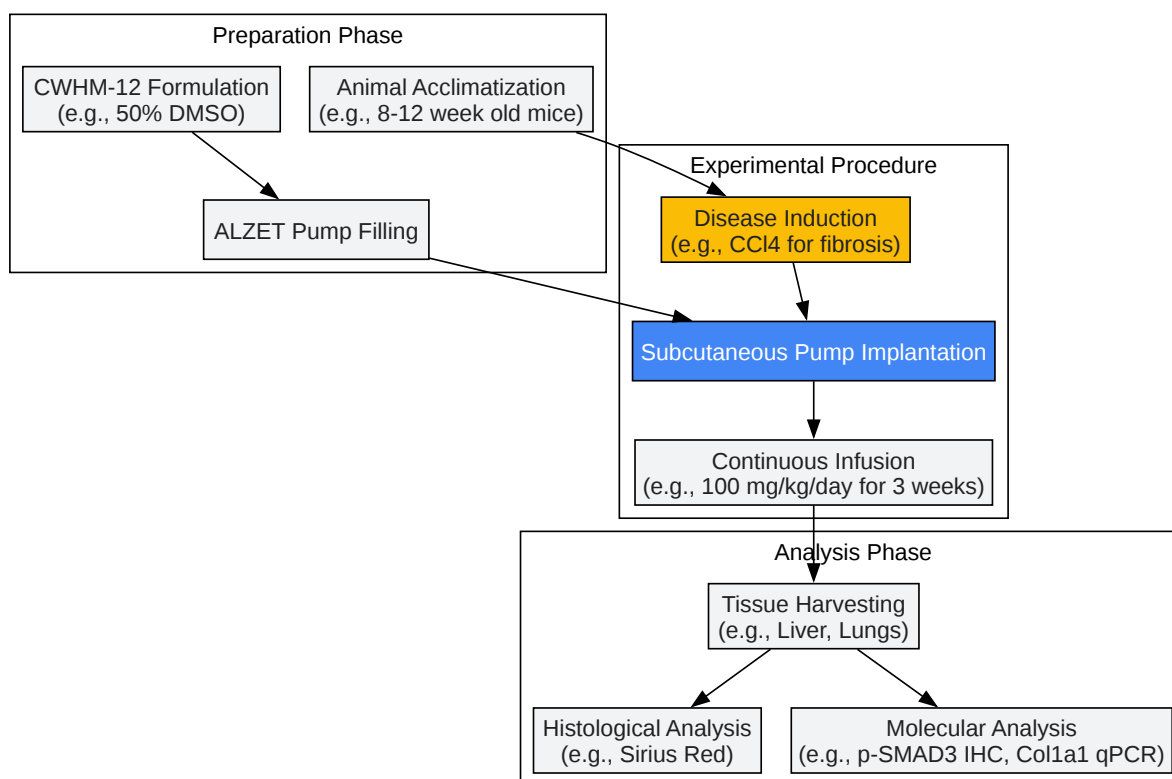 Preparation Phase
CWHM-12 Formulation
(e.g., 50% DMSO)
Animal Acclimatization
(e.g., 8-12 week old mice)
ALZET Pump Filling
Experimental Procedure
Disease Induction
(e.g., CCl4 for fibrosis)
Subcutaneous Pump Implantation
Continuous Infusion
(e.g., 100 mg/kg/day for 3 weeks)
Analysis Phase
Tissue Harvesting
(e.g., Liver, Lungs)
Histological Analysis
(e.g., Sirius Red)
Molecular Analysis
(e.g., p-SMAD3 IHC, Col1a1 qPCR)